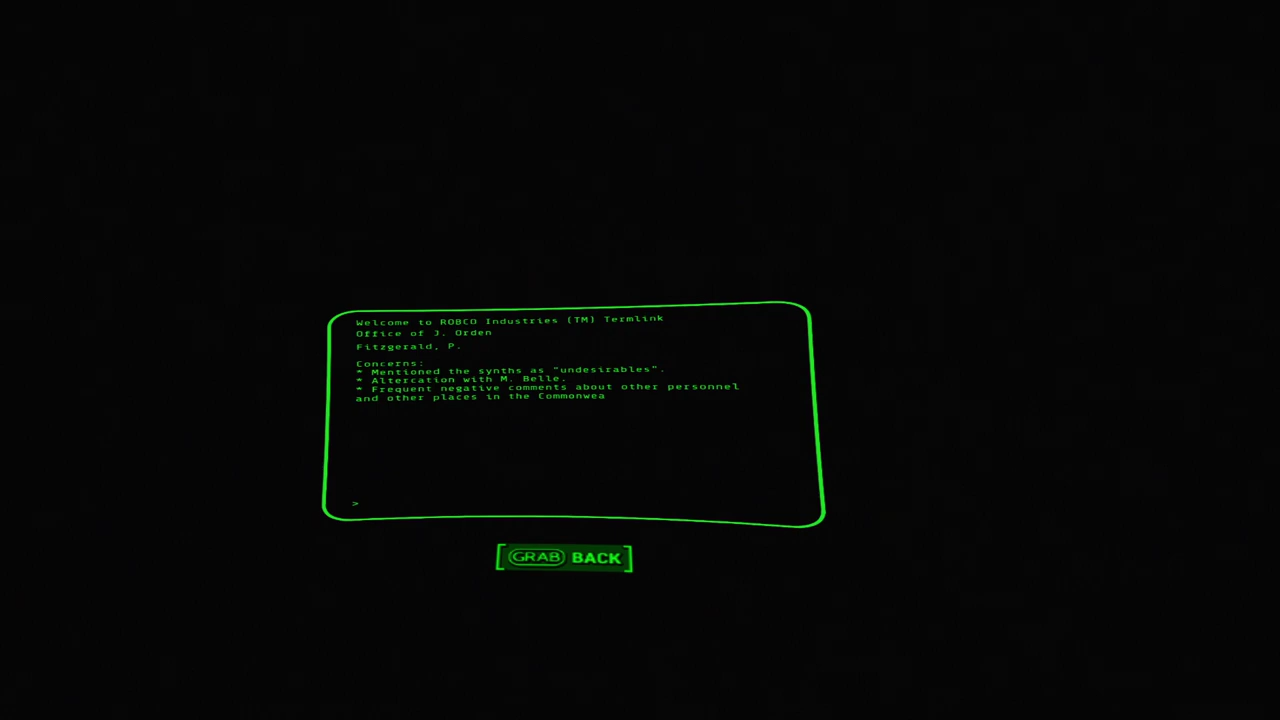 Welcome to ROBCO Industries (TM) Termlink
Office of J. Orden
Fitzgerald, P.
Concerns:
* Mentioned the synths as "undesirables".
* Altercation with M. Belle.
* Frequent negative comments about other personnel
and other places in the Commonwea
>
GRAB BACK